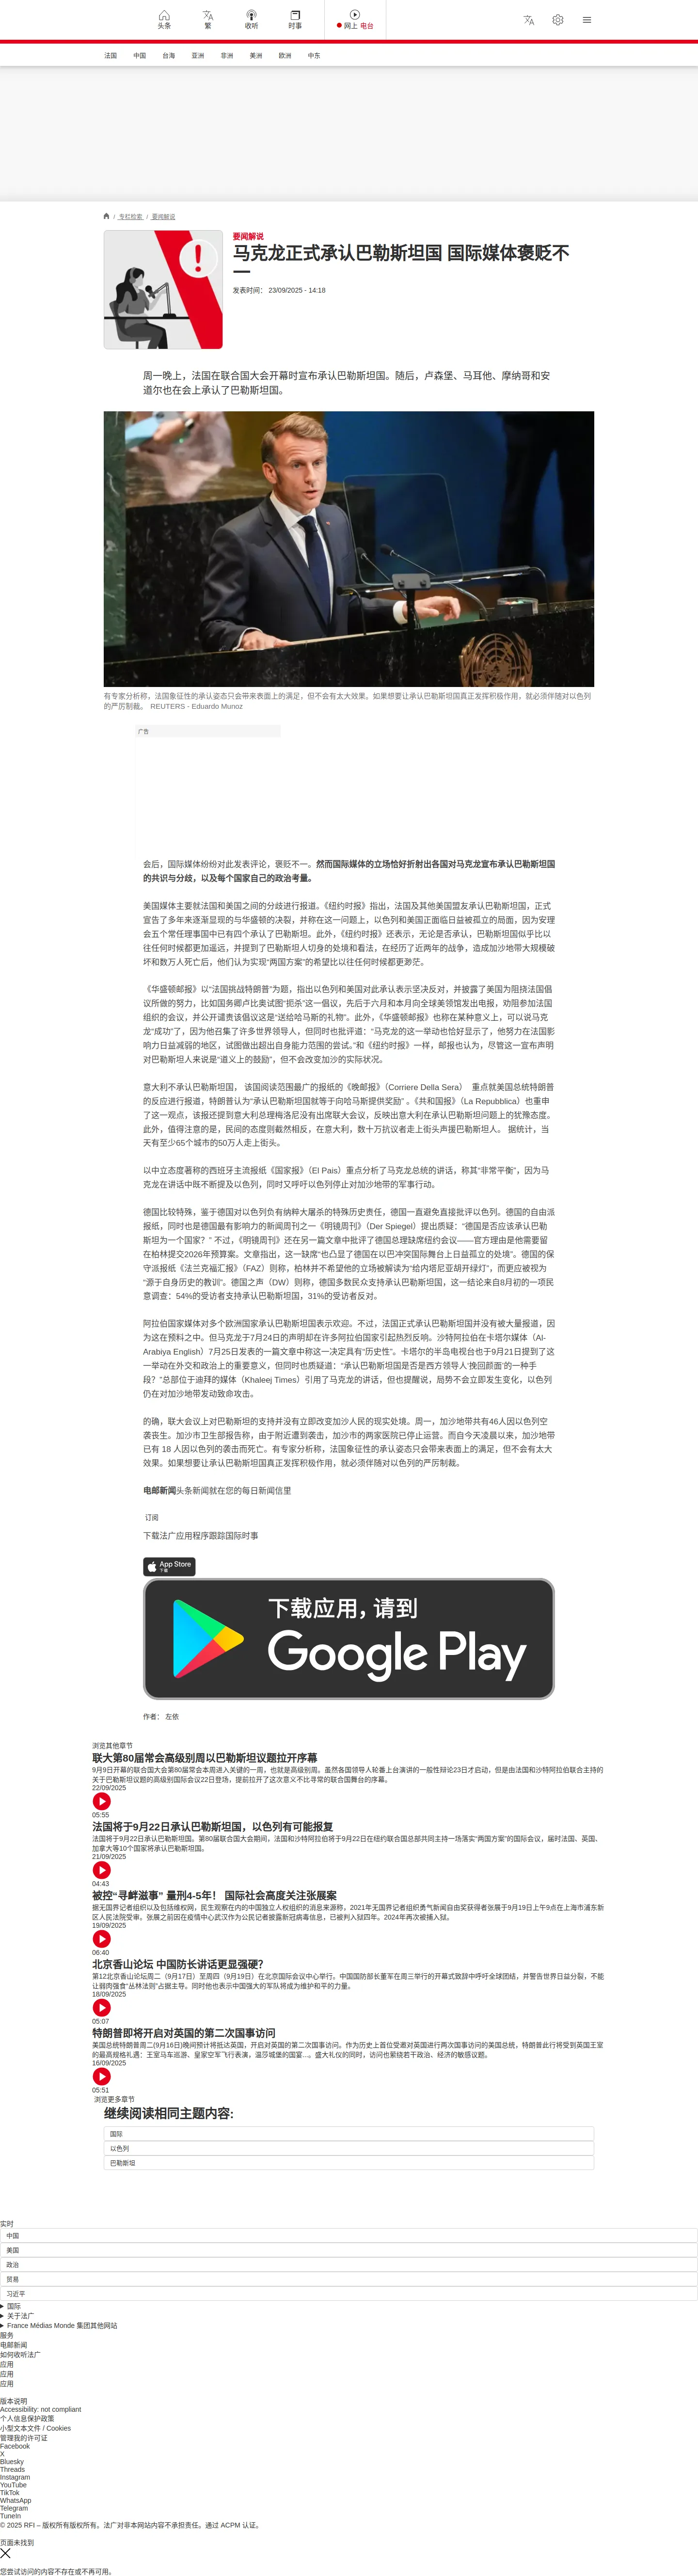 头条
繁
收听
时事
网上 电台
法国
中国
台海
亚洲
非洲
美洲
欧洲
中东
/ 专栏检索 / 要闻解说
要闻解说
马克龙正式承认巴勒斯坦国 国际媒体褒贬不
一
发表时间： 23/09/2025 - 14:18
周一晚上，法国在联合国大会开幕时宣布承认巴勒斯坦国。随后，卢森堡、马耳他、摩纳哥和安
道尔也在会上承认了巴勒斯坦国。
有专家分析称，法国象征性的承认姿态只会带来表面上的满足，但不会有太大效果。如果想要让承认巴勒斯坦国真正发挥积极作用，就必须伴随对以色列
的严厉制裁。 REUTERS - Eduardo Munoz
广告
会后，国际媒体纷纷对此发表评论，褒贬不一。然而国际媒体的立场恰好折射出各国对马克龙宣布承认巴勒斯坦国
的共识与分歧，以及每个国家自己的政治考量。
美国媒体主要就法国和美国之间的分歧进行报道。《纽约时报》指出，法国及其他美国盟友承认巴勒斯坦国，正式
宣告了多年来逐渐显现的与华盛顿的决裂，并称在这一问题上，以色列和美国正面临日益被孤立的局面，因为安理
会五个常任理事国中已有四个承认了巴勒斯坦。此外，《纽约时报》还表示，无论是否承认，巴勒斯坦国似乎比以
往任何时候都更加遥远，并提到了巴勒斯坦人切身的处境和看法，在经历了近两年的战争，造成加沙地带大规模破
坏和数万人死亡后，他们认为实现“两国方案”的希望比以往任何时候都更渺茫。
《华盛顿邮报》以“法国挑战特朗普”为题，指出以色列和美国对此承认表示坚决反对，并披露了美国为阻挠法国倡
议所做的努力，比如国务卿卢比奥试图“扼杀”这一倡议，先后于六月和本月向全球美领馆发出电报，劝阻参加法国
组织的会议，并公开谴责该倡议这是“送给哈马斯的礼物”。此外，《华盛顿邮报》也称在某种意义上，可以说马克
龙“成功”了，因为他召集了许多世界领导人，但同时也批评道：“马克龙的这一举动也恰好显示了，他努力在法国影
响力日益减弱的地区，试图做出超出自身能力范围的尝试。”和《纽约时报》一样，邮报也认为，尽管这一宣布声明
对巴勒斯坦人来说是“道义上的鼓励”，但不会改变加沙的实际状况。
意大利不承认巴勒斯坦国， 该国阅读范围最广的报纸的《晚邮报》（Corriere Della Sera） 重点就美国总统特朗普
的反应进行报道，特朗普认为“承认巴勒斯坦国就等于向哈马斯提供奖励” 。《共和国报》（La Repubblica）也重申
了这一观点，该报还提到意大利总理梅洛尼没有出席联大会议，反映出意大利在承认巴勒斯坦问题上的犹豫态度。
此外，值得注意的是，民间的态度则截然相反，在意大利，数十万抗议者走上街头声援巴勒斯坦人。 据统计，当
天有至少65个城市的50万人走上街头。
以中立态度著称的西班牙主流报纸《国家报》（El Pais）重点分析了马克龙总统的讲话，称其“非常平衡”，因为马
克龙在讲话中既不断提及以色列，同时又呼吁以色列停止对加沙地带的军事行动。
德国比较特殊，鉴于德国对以色列负有纳粹大屠杀的特殊历史责任，德国一直避免直接批评以色列。德国的自由派
报纸，同时也是德国最有影响力的新闻周刊之一《明镜周刊》（Der Spiegel）提出质疑：“德国是否应该承认巴勒
斯坦为一个国家？” 不过，《明镜周刊》还在另一篇文章中批评了德国总理缺席纽约会议——官方理由是他需要留
在柏林提交2026年预算案。文章指出，这一缺席“也凸显了德国在以巴冲突国际舞台上日益孤立的处境”。德国的保
守派报纸《法兰克福汇报》（FAZ）则称，柏林并不希望他的立场被解读为“给内塔尼亚胡开绿灯”，而更应被视为
“源于自身历史的教训”。德国之声（DW）则称，德国多数民众支持承认巴勒斯坦国，这一结论来自8月初的一项民
意调查：54%的受访者支持承认巴勒斯坦国，31%的受访者反对。
阿拉伯国家媒体对多个欧洲国家承认巴勒斯坦国表示欢迎。不过，法国正式承认巴勒斯坦国并没有被大量报道，因
为这在预料之中。但马克龙于7月24日的声明却在许多阿拉伯国家引起热烈反响。沙特阿拉伯在卡塔尔媒体（Al-
Arabiya English）7月25日发表的一篇文章中称这一决定具有“历史性”。卡塔尔的半岛电视台也于9月21日提到了这
一举动在外交和政治上的重要意义，但同时也质疑道：“承认巴勒斯坦国是否是西方领导人‘挽回颜面’的一种手
段？”总部位于迪拜的媒体（Khaleej Times）引用了马克龙的讲话，但也提醒说，局势不会立即发生变化，以色列
仍在对加沙地带发动致命攻击。
的确，联大会议上对巴勒斯坦的支持并没有立即改变加沙人民的现实处境。周一，加沙地带共有46人因以色列空
袭丧生。加沙市卫生部报告称，由于附近遭到袭击，加沙市的两家医院已停止运营。而自今天凌晨以来，加沙地带
已有 18 人因以色列的袭击而死亡。有专家分析称，法国象征性的承认姿态只会带来表面上的满足，但不会有太大
效果。如果想要让承认巴勒斯坦国真正发挥积极作用，就必须伴随对以色列的严厉制裁。
电邮新闻头条新闻就在您的每日新闻信里
订阅
下载法广应用程序跟踪国际时事
App Store
下载
下载应用，请到
Google Play
作者： 左依
浏览其他章节
联大第80届常会高级别周以巴勒斯坦议题拉开序幕
9月9日开幕的联合国大会第80届常会本周进入关键的一周，也就是高级别周。虽然各国领导人轮番上台演讲的一般性辩论23日才启动，但是由法国和沙特阿拉伯联合主持的
关于巴勒斯坦议题的高级别国际会议22日登场，提前拉开了这次意义不比寻常的联合国舞台的序幕。
22/09/2025
05:55
法国将于9月22日承认巴勒斯坦国，以色列有可能报复
法国将于9月22日承认巴勒斯坦国。第80届联合国大会期间，法国和沙特阿拉伯将于9月22日在纽约联合国总部共同主持一场落实“两国方案”的国际会议，届时法国、英国、
加拿大等10个国家将承认巴勒斯坦国。
21/09/2025
04:43
被控“寻衅滋事” 量刑4-5年！ 国际社会高度关注张展案
据无国界记者组织以及包括维权网，民生观察在内的中国独立人权组织的消息来源称，2021年无国界记者组织勇气新闻自由奖获得者张展于9月19日上午9点在上海市浦东新
区人民法院受审。张展之前因在疫情中心武汉作为公民记者披露新冠病毒信息，已被判入狱四年。2024年再次被捕入狱。
19/09/2025
06:40
北京香山论坛 中国防长讲话更显强硬？
第12北京香山论坛周二（9月17日）至周四（9月19日）在北京国际会议中心举行。中国国防部长董军在周三举行的开幕式致辞中呼吁全球团结，并警告世界日益分裂，不能
让弱肉强食“丛林法则”占据主导。同时他也表示中国强大的军队将成为维护和平的力量。
18/09/2025
05:07
特朗普即将开启对英国的第二次国事访问
美国总统特朗普周二(9月16日)晚间预计将抵达英国，开启对英国的第二次国事访问。作为历史上首位受邀对英国进行两次国事访问的美国总统，特朗普此行将受到英国王室
的最高规格礼遇：王室马车巡游、皇家空军飞行表演，温莎城堡的国宴...。盛大礼仪的同时，访问也萦绕若干政治、经济的敏感议题。
16/09/2025
05:51
浏览更多章节
继续阅读相同主题内容:
国际
以色列
巴勒斯坦
实时
中国
美国
政治
贸易
习近平
国际
关于法广
France Médias Monde 集团其他网站
服务
电邮新闻
如何收听法广
应用
应用
应用
版本说明
Accessibility: not compliant
个人信息保护政策
小型文本文件 / Cookies
管理我的许可证
Facebook
X
Bluesky
Threads
Instagram
YouTube
TikTok
WhatsApp
Telegram
TuneIn
© 2025 RFI – 版权所有版权所有。法广对非本网站内容不承担责任。通过 ACPM 认证。
页面未找到
您尝试访问的内容不存在或不再可用。